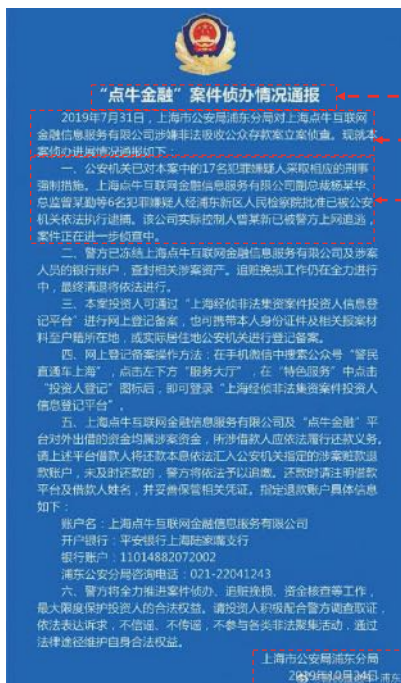 “点牛金融”案件侦办情况通报
2019年7月31日，上海市公安局浦东分局对上海点牛互联网
金融信息服务有限公司涉嫌非法吸收公众存款案立案侦查。现就本
案侦办进展情况通报如下：
一、公安机关已对本案中的17名犯罪嫌疑人采取相应的刑事
强制措施。上海点牛互联网金融信息服务有限公司副总裁杨某华、
总监曾某勤等6名犯罪嫌疑人经浦东新区人民检察院批准已被公安
机关依法执行逮捕。该公司实际控制人曾某新已被警方上网追逃，
案件正在进一步侦查中。
二、警方已冻结上海点牛互联网金融信息服务有限公司及涉案
人员的银行账户，查封相关涉案资产。追赃挽损工作仍在全力进行
中，最终清退将依法进行。
三、本案投资人可通过“上海经侦非法集资案件投资人信息登
记平台”进行网上登记备案，也可携带本人身份证件及相关报案材
料至户籍所在地，或实际居住地公安机关进行登记备案。
四、网上登记备案操作方法：在手机微信中搜索公众号“警民
直通车上海”，点击左下方“服务大厅”，在“特色服务”中点击
“投资人登记”图标后，即可登录“上海经侦非法集资案件投资人
信息登记平台”。
五、上海点牛互联网金融信息服务有限公司及“点牛金融”平
台对外出借的资金均属涉案资金，所涉借款人应依法履行还款义务。
请上述平台借款人将还款本息依法汇入公安机关指定的涉案赃款退
款账户，未及时还款的，警方将依法予以追缴。还款时请注明借款
平台及借款人姓名，并妥善保管相关凭证。指定退款账户具体信息
如下：
账户名：上海点牛互联网金融信息服务有限公司
开户银行：平安银行上海陆家嘴支行
银行账户：11014882072002
浦东公安分局咨询电话：021-22041243
六、警方将全力推进案件侦办、追赃挽损、资金核查等工作，
最大限度保护投资人的合法权益。请投资人积极配合警方调查取证，
依法表达诉求，不信谣、不传谣，不参与各类非法聚集活动，通过
法律途径维护自身合法权益。
上海市公安局浦东分局
2019年10月24日